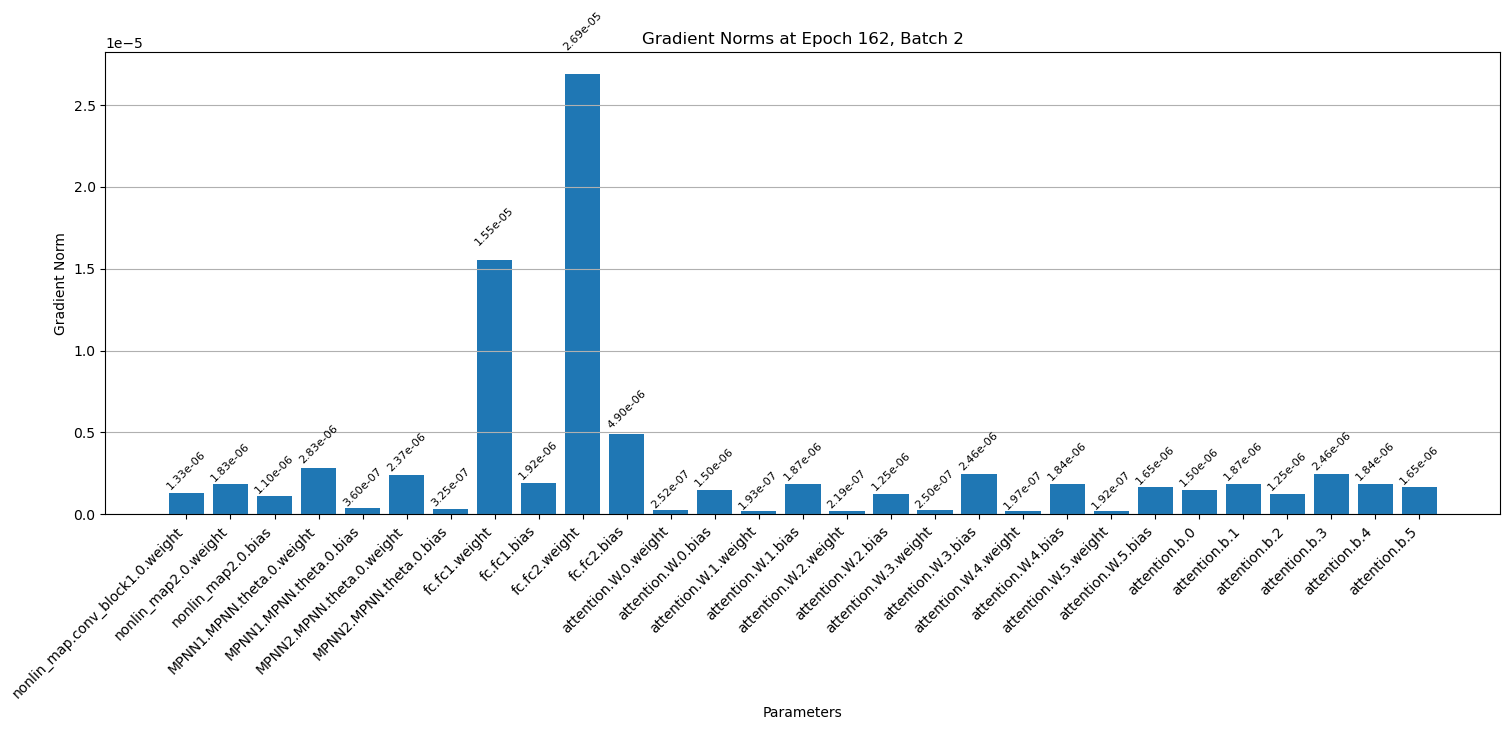 Gradient Norms at Epoch 162, Batch 2
1e−5
Gradient Norm
2.5
2.0
1.5
1.0
0.5
0.0
1.33e-06
1.83e-06
1.10e-06
2.83e-06
3.60e-07
2.37e-06
3.25e-07
1.55e-05
1.92e-06
2.69e-05
4.90e-06
2.52e-07
1.50e-06
1.93e-07
1.87e-06
2.19e-07
1.25e-06
2.50e-07
2.46e-06
1.97e-07
1.84e-06
1.92e-07
1.65e-06
1.50e-06
1.87e-06
1.25e-06
2.46e-06
1.84e-06
1.65e-06
nonlin_map.conv_block1.0.weight
nonlin_map2.0.weight
nonlin_map2.0.bias
MPNN1.MPNN.theta.0.weight
MPNN1.MPNN.theta.0.bias
MPNN2.MPNN.theta.0.weight
MPNN2.MPNN.theta.0.bias
fc.fc1.weight
fc.fc1.bias
fc.fc2.weight
fc.fc2.bias
attention.W.0.weight
attention.W.0.bias
attention.W.1.weight
attention.W.1.bias
attention.W.2.weight
attention.W.2.bias
attention.W.3.weight
attention.W.3.bias
attention.W.4.weight
attention.W.4.bias
attention.W.5.weight
attention.W.5.bias
attention.b.0
attention.b.1
attention.b.2
attention.b.3
attention.b.4
attention.b.5
Parameters